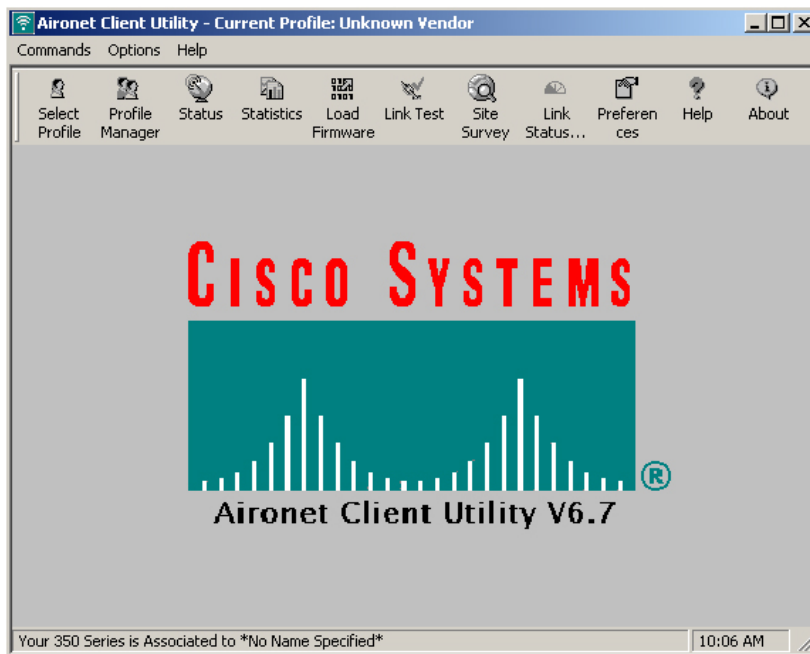 Aironet Client Utility - Current Profile: Unknown Vendor
Commands Options Help
Select Profile
Profile Manager
Status
Statistics
Load Firmware
Link Test
Site Survey
Link Status...
Preferen ces
Help
About
CISCO SYSTEMS
®
Aironet Client Utility V6.7
Your 350 Series is Associated to *No Name Specified*
10:06 AM